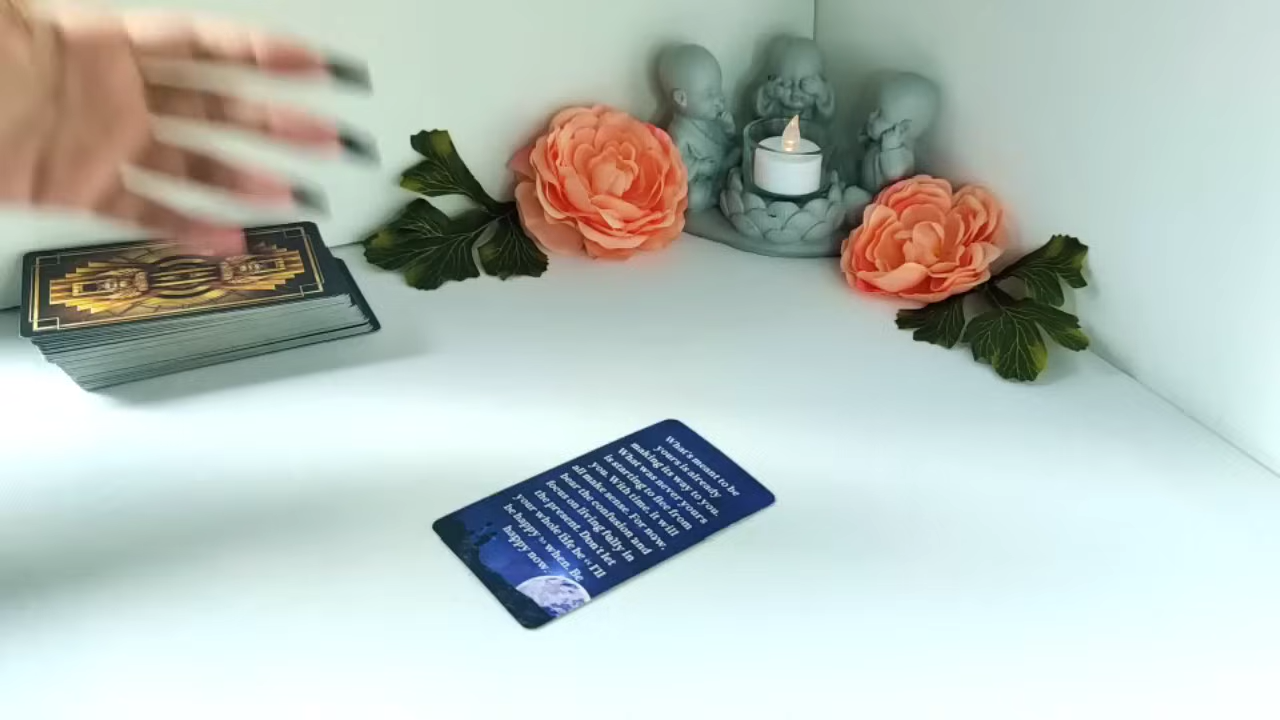 What's meant to be
yours is already
making its way to you.
What was never yours
is starting to flee from
you. With time, it will
all make sense. For now,
bear the confusion and
focus on living fully in
the present. Don't let
your whole life be "I'll
be happy when. Be
happy now.